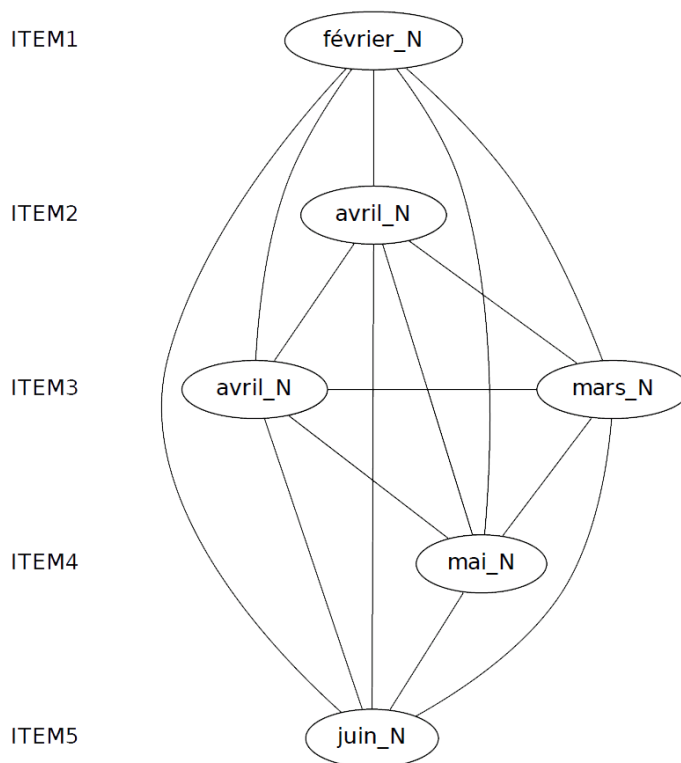 ITEM1 février_N
ITEM2 avril_N
ITEM3 avril_N mars_N
ITEM4 mai_N
ITEM5 juin_N